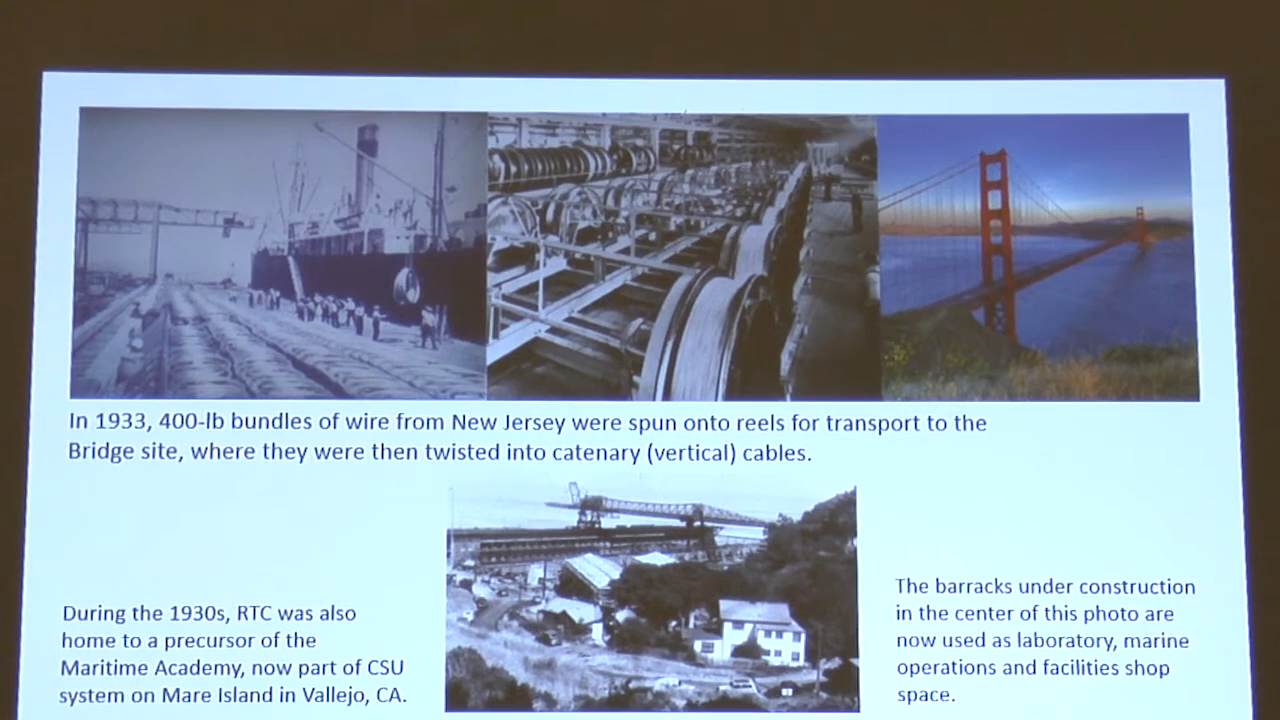 In 1933, 400-lb bundles of wire from New Jersey were spun onto reels for transport to the
Bridge site, where they were then twisted into catenary (vertical) cables.
During the 1930s, RTC was also
home to a precursor of the
Maritime Academy, now part of CSU
system on Mare Island in Vallejo, CA.
The barracks under construction
in the center of this photo are
now used as laboratory, marine
operations and facilities shop
space.